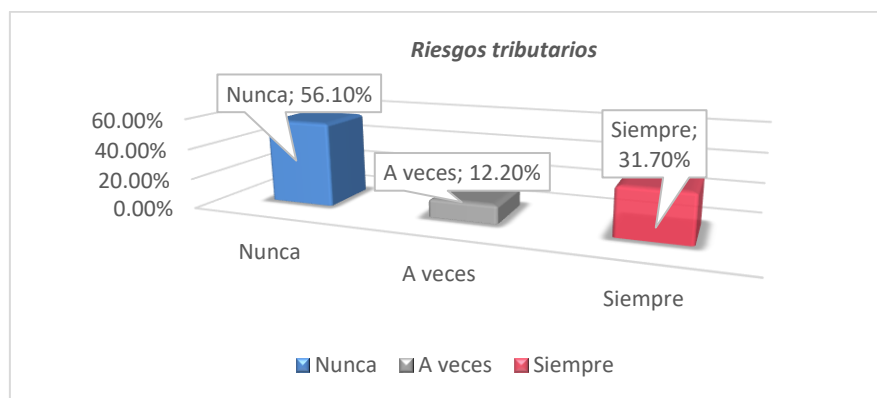 Riesgos tributarios
Nunca; 56.10%
Siempre;
31.70%
A veces; 12.20%
60.00%
40.00%
20.00%
0.00%
Nunca
A veces
Siempre
Nunca A veces Siempre